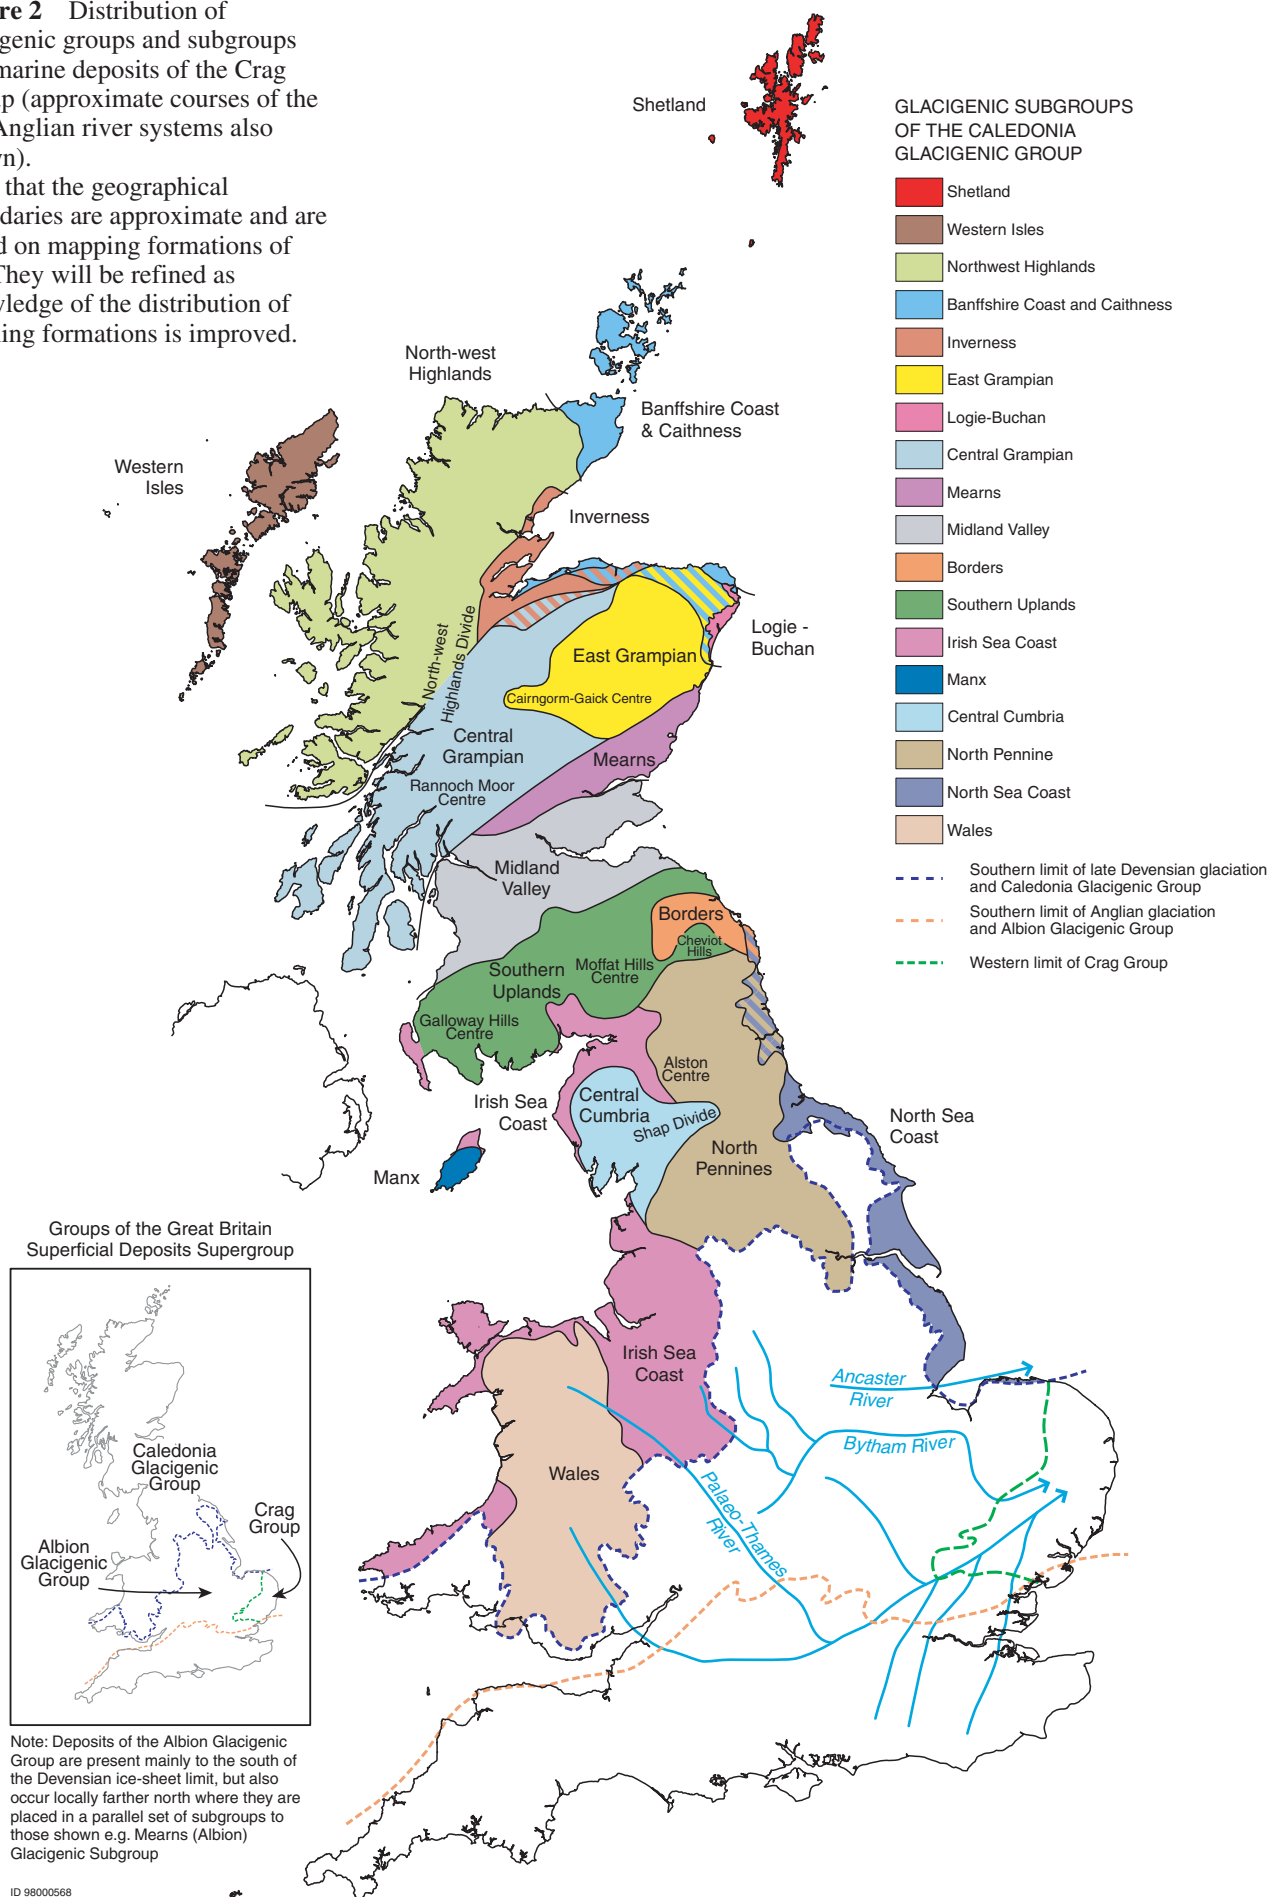 re 2 Distribution of
genic groups and subgroups
marine deposits of the Crag
p (approximate courses of the
Anglian river systems also
n).
that the geographical
daries are approximate and are
d on mapping formations of
They will be refined as
ledge of the distribution of
ing formations is improved.
Shetland
North-west
Highlands
Banffshire Coast
& Caithness
Western
Isles
Inverness
Logie -
Buchan
North-west
Highlands Divide
East Grampian
Cairngorm-Gaick Centre
Central
Grampian
Mearns
Rannoch Moor
Centre
Midland
Valley
Borders
Cheviot
Hills
Southern
Uplands
Moffat Hills
Centre
Galloway Hills
Centre
Alston
Centre
Irish Sea
Coast
Central
Cumbria
Shap Divide
North Sea
Coast
North
Pennines
Manx
Irish Sea
Coast
Wales
Ancaster
River
Bytham River
Palaeo-Thames
River
GLACIGENIC SUBGROUPS
OF THE CALEDONIA
GLACIGENIC GROUP
Shetland
Western Isles
Northwest Highlands
Banffshire Coast and Caithness
Inverness
East Grampian
Logie-Buchan
Central Grampian
Mearns
Midland Valley
Borders
Southern Uplands
Irish Sea Coast
Manx
Central Cumbria
North Pennine
North Sea Coast
Wales
Southern limit of late Devensian glaciation
and Caledonia Glacigenic Group
Southern limit of Anglian glaciation
and Albion Glacigenic Group
Western limit of Crag Group
Groups of the Great Britain
Superficial Deposits Supergroup
Caledonia
Glacigenic
Group
Crag
Group
Albion
Glacigenic
Group
Note: Deposits of the Albion Glacigenic
Group are present mainly to the south of
the Devensian ice-sheet limit, but also
occur locally farther north where they are
placed in a parallel set of subgroups to
those shown e.g. Mearns (Albion)
Glacigenic Subgroup
ID 98000568